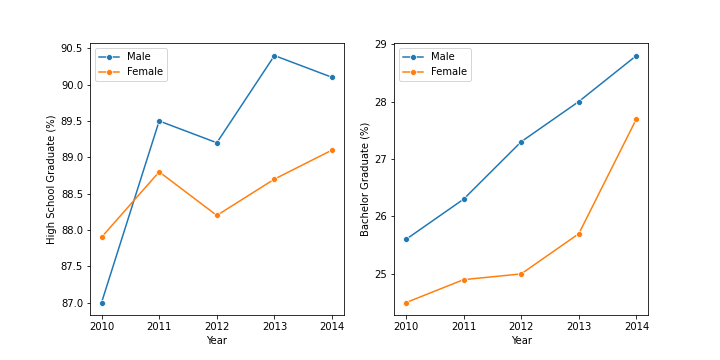 Male
Female
High School Graduate (%)
90.5
90.0
89.5
89.0
88.5
88.0
87.5
87.0
2010 2011 2012 2013 2014
Year
Male
Female
Bachelor Graduate (%)
29
28
27
26
25
2010 2011 2012 2013 2014
Year